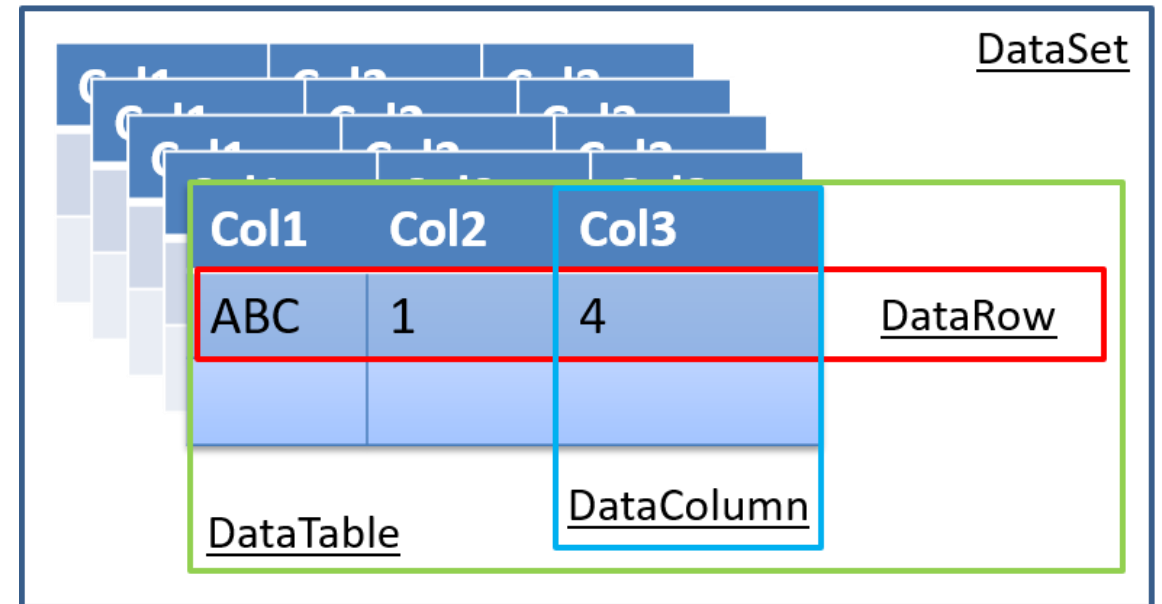 DataSet
Col1 Col2 Col3
ABC 1 4 DataRow
DataColumn
DataTable